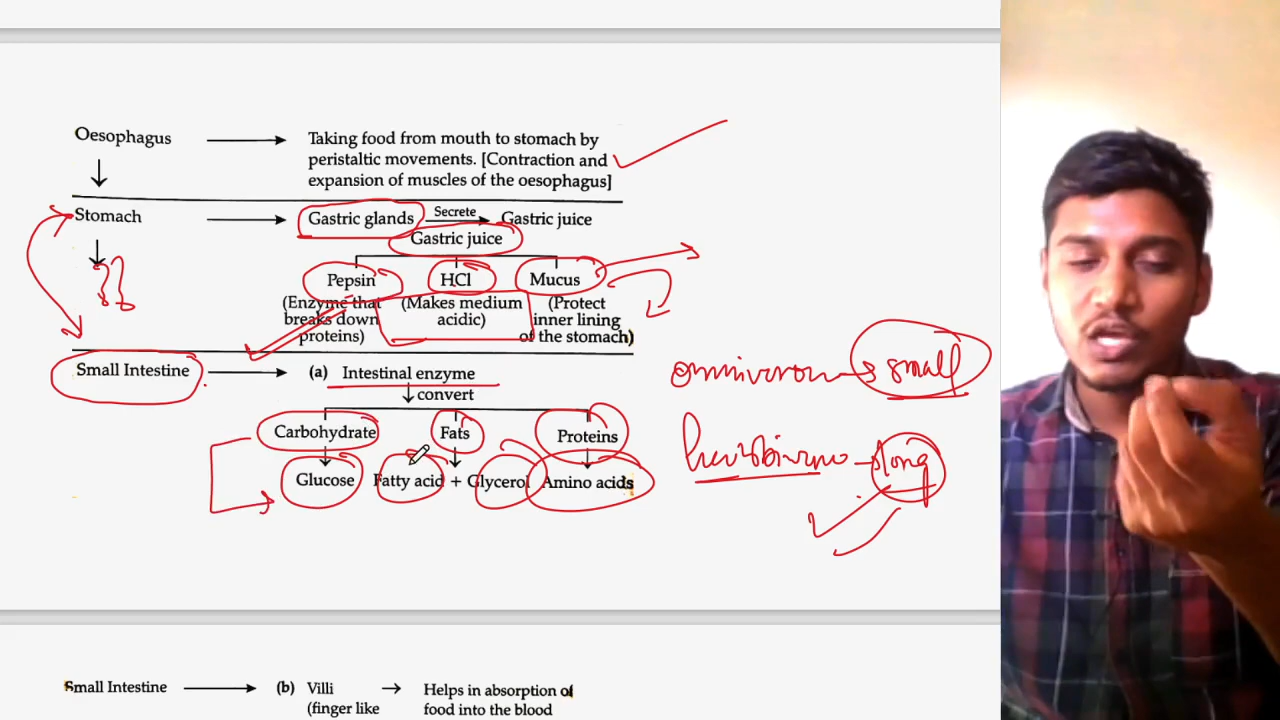 Oesophagus → Taking food from mouth to stomach by
peristaltic movements. [Contraction and
expansion of muscles of the oesophagus]
Stomach → Gastric glands Secrete → Gastric juice
Gastric juice
Pepsin HCl Mucus
(Enzyme that (Makes medium (Protect
breaks down acidic) inner lining
proteins) of the stomach)
Small Intestine → (a) Intestinal enzyme
convert
small
Carbohydrate Fats Proteins
long
Glucose Fatty acid + Glycerol Amino acids
Small Intestine → (b) Villi → Helps in absorption of
(finger like food into the blood